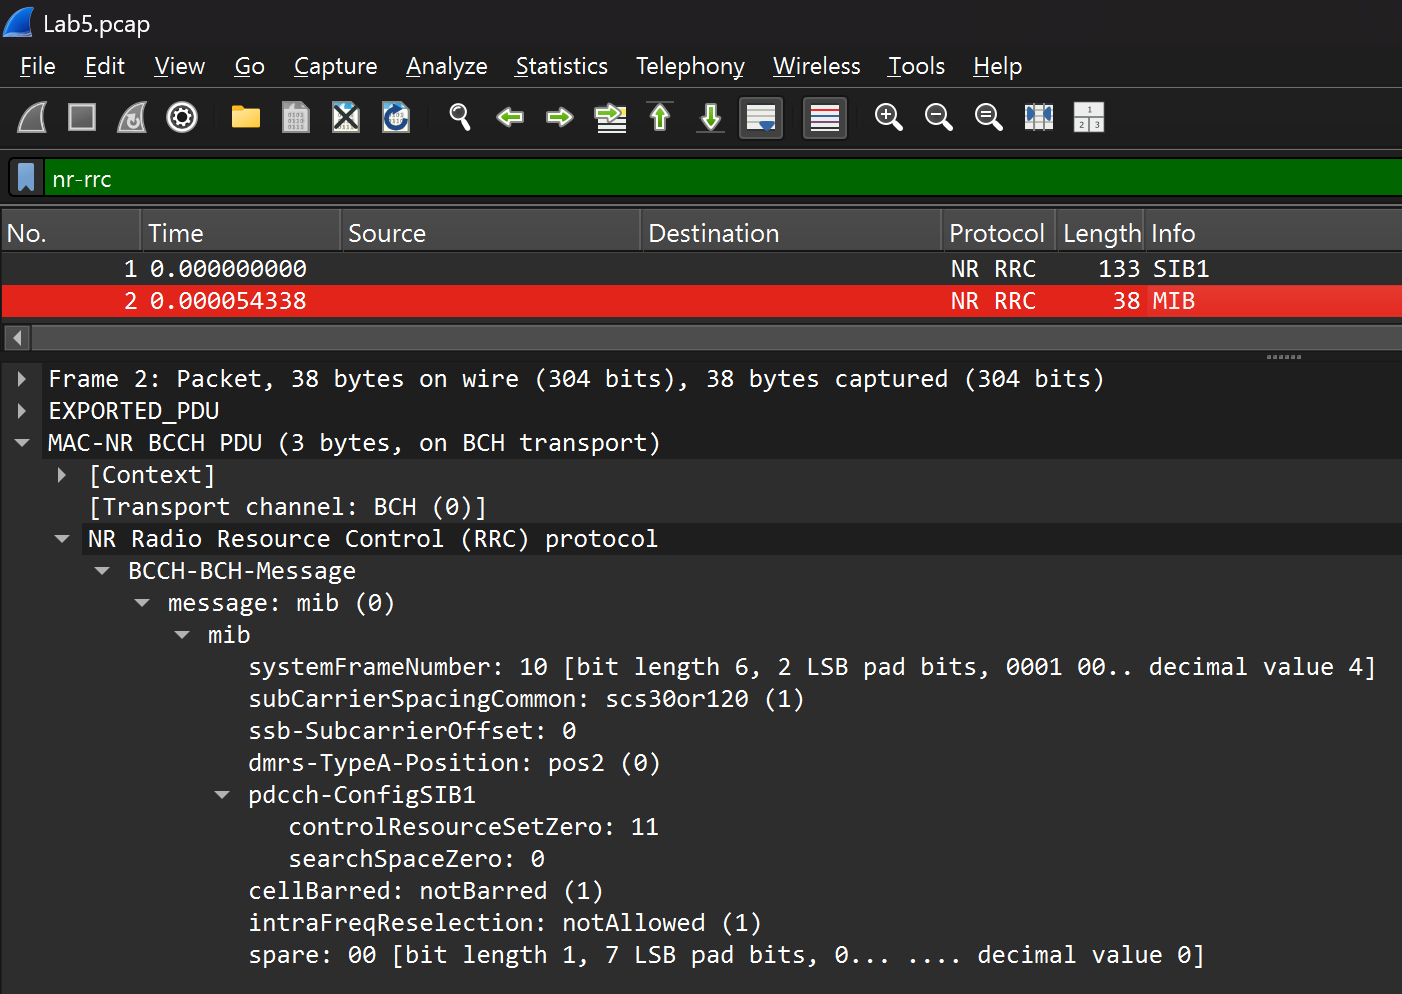 Lab5.pcap
File Edit View Go Capture Analyze Statistics Telephony Wireless Tools Help
nr-rrc
No. Time Source Destination Protocol Length Info
1 0.000000000 NR RRC 133 SIB1
2 0.000054338 NR RRC 38 MIB
Frame 2: Packet, 38 bytes on wire (304 bits), 38 bytes captured (304 bits)
EXPORTED_PDU
MAC-NR BCCH PDU (3 bytes, on BCH transport)
[Context]
[Transport channel: BCH (0)]
NR Radio Resource Control (RRC) protocol
BCCH-BCH-Message
message: mib (0)
mib
systemFrameNumber: 10 [bit length 6, 2 LSB pad bits, 0001 00.. decimal value 4]
subCarrierSpacingCommon: scs30or120 (1)
ssb-SubcarrierOffset: 0
dmrs-TypeA-Position: pos2 (0)
pdcch-ConfigSIB1
controlResourceSetZero: 11
searchSpaceZero: 0
cellBarred: notBarred (1)
intraFreqReselection: notAllowed (1)
spare: 00 [bit length 1, 7 LSB pad bits, 0... .... decimal value 0]